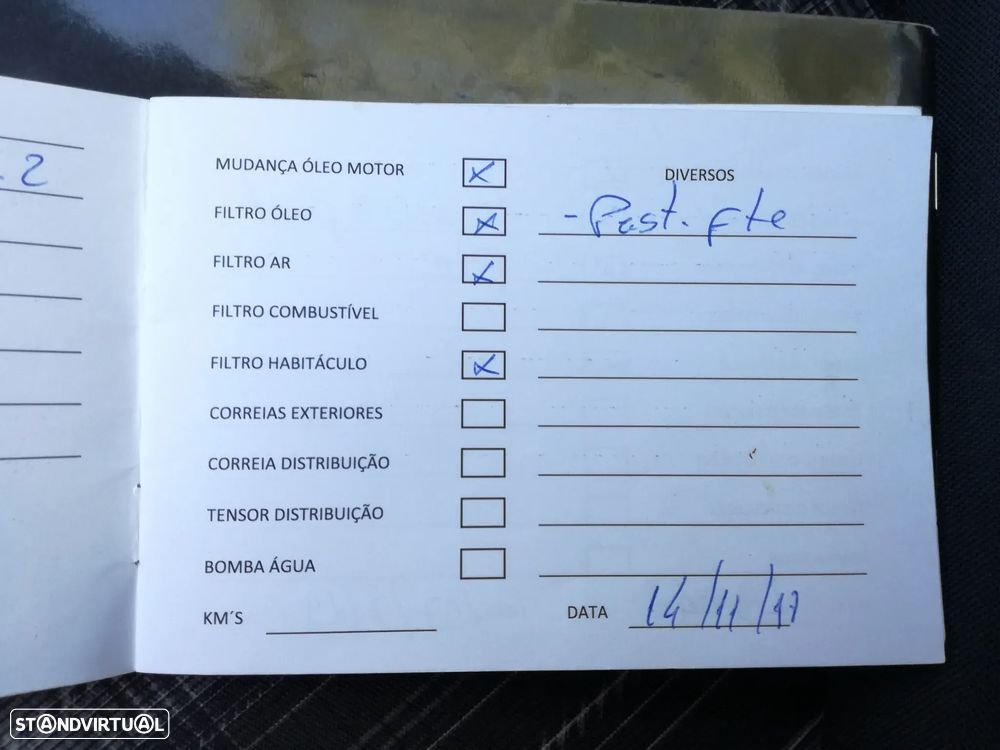 . 2
MUDANÇA ÓLEO MOTOR X
FILTRO ÓLEO X
FILTRO AR X
FILTRO COMBUSTÍVEL
FILTRO HABITÁCULO X
CORREIAS EXTERIORES
CORREIA DISTRIBUIÇÃO
TENSOR DISTRIBUIÇÃO
BOMBA ÁGUA
KM´S
DIVERSOS
- Past. fte
DATA 14/11/17
STANDVIRTUAL